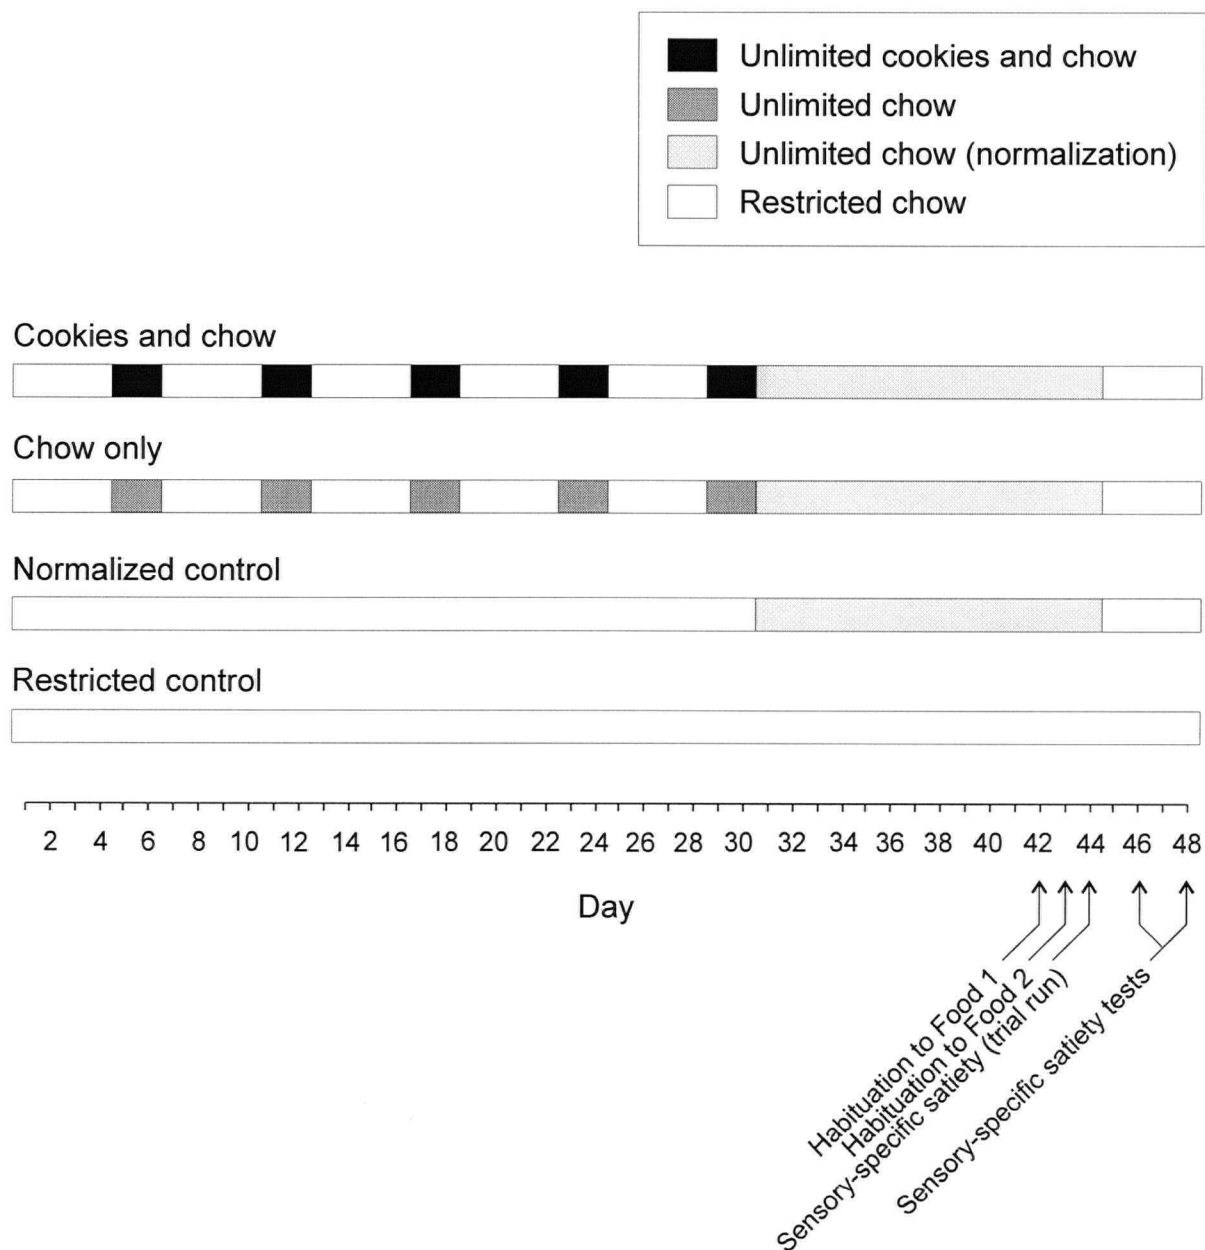 Unlimited cookies and chow
Unlimited chow
Unlimited chow (normalization)
Restricted chow
Cookies and chow
Chow only
Normalized control
Restricted control
2 4 6 8 10 12 14 16 18 20 22 24 26 28 30 32 34 36 38 40 42 44 46 48
Day
Habituation to Food 1
Habituation to Food 2
Sensory-specific satiety (trial run)
Sensory-specific satiety tests